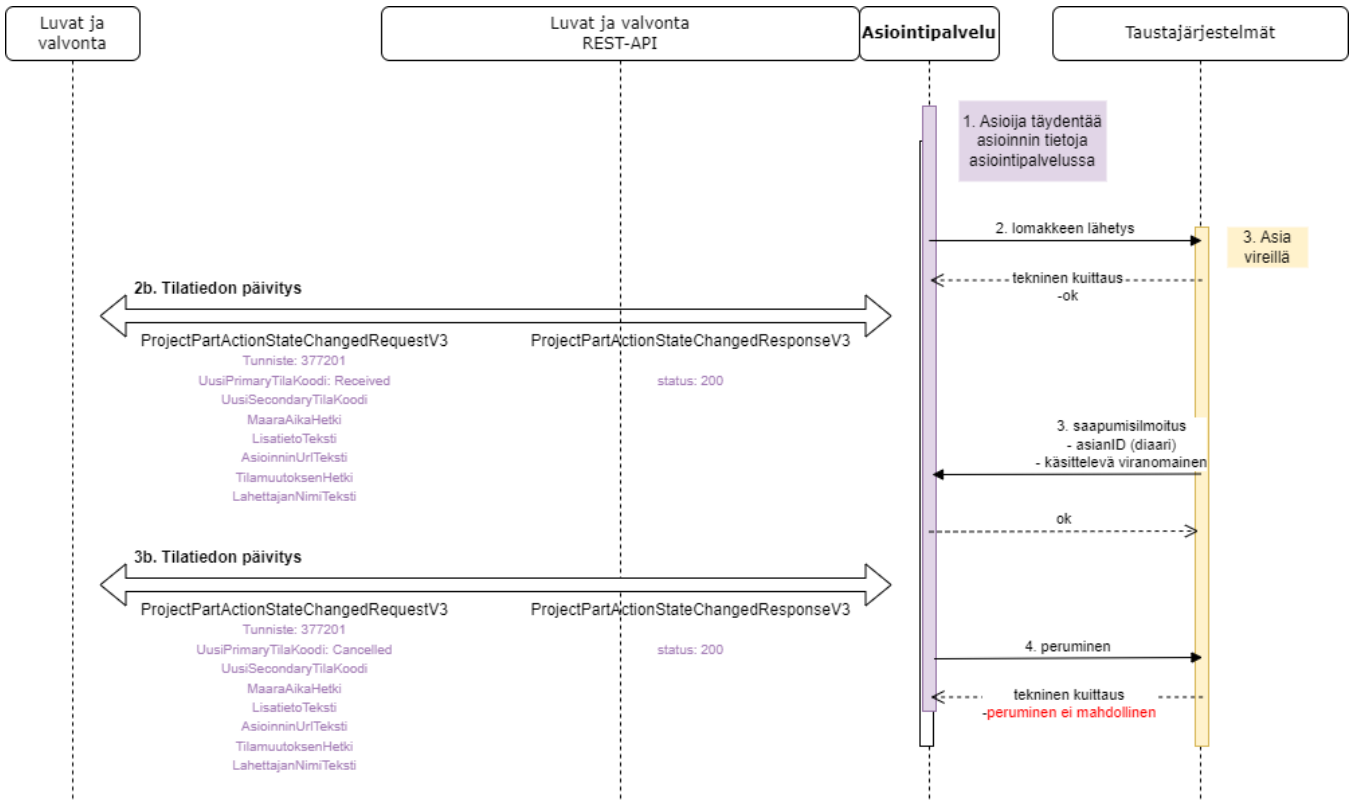 Luvat ja
valvonta
Luvat ja valvonta
REST-API
Asiointipalvelu
Taustajärjestelmät
1. Asioija täydentää
asioinnin tietoja
asiointipalvelussa
2. lomakkeen lähetys
3. Asia
vireillä
tekninen kuittaus
-ok
2b. Tilatiedon päivitys
ProjectPartActionStateChangedRequestV3
Tunniste: 377201
UusiPrimaryTilaKoodi: Received
UusiSecondaryTilaKoodi
MaaraAikaHetki
LisatietoTeksti
AsioinninUrlTeksti
TilamuutoksenHetki
LahettajanNimiTeksti
ProjectPartActionStateChangedResponseV3
status: 200
3. saapumisilmoitus
- asianID (diaari)
- käsittelevä viranomainen
ok
3b. Tilatiedon päivitys
ProjectPartActionStateChangedRequestV3
Tunniste: 377201
UusiPrimaryTilaKoodi: Cancelled
UusiSecondaryTilaKoodi
MaaraAikaHetki
LisatietoTeksti
AsioinninUrlTeksti
TilamuutoksenHetki
LahettajanNimiTeksti
ProjectPartActionStateChangedResponseV3
status: 200
4. peruminen
tekninen kuittaus
-peruminen ei mahdollinen